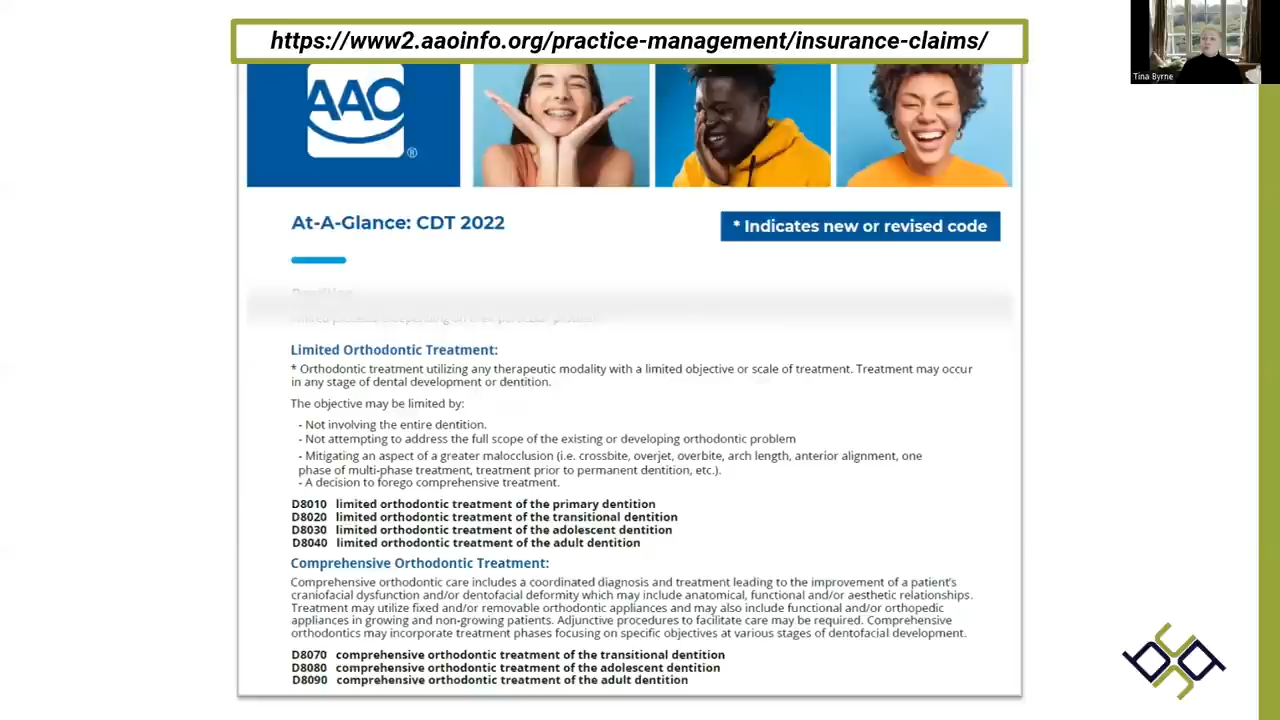 https://www2.aaoinfo.org/practice-management/insurance-claims/
Tina Byrne
AAO
®
At-A-Glance: CDT 2022
* Indicates new or revised code
Limited Orthodontic Treatment:
* Orthodontic treatment utilizing any therapeutic modality with a limited objective or scale of treatment. Treatment may occur
in any stage of dental development or dentition.
The objective may be limited by:
- Not involving the entire dentition.
- Not attempting to address the full scope of the existing or developing orthodontic problem
- Mitigating an aspect of a greater malocclusion (i.e. crossbite, overjet, overbite, arch length, anterior alignment, one
phase of multi-phase treatment, treatment prior to permanent dentition, etc.).
- A decision to forego comprehensive treatment.
D8010 limited orthodontic treatment of the primary dentition
D8020 limited orthodontic treatment of the transitional dentition
D8030 limited orthodontic treatment of the adolescent dentition
D8040 limited orthodontic treatment of the adult dentition
Comprehensive Orthodontic Treatment:
Comprehensive orthodontic care includes a coordinated diagnosis and treatment leading to the improvement of a patient's
craniofacial dysfunction and/or dentofacial deformity which may include anatomical, functional and/or aesthetic relationships.
Treatment may utilize fixed and/or removable orthodontic appliances and may also include functional and/or orthopedic
appliances in growing and non-growing patients. Adjunctive procedures to facilitate care may be required. Comprehensive
orthodontics may incorporate treatment phases focusing on specific objectives at various stages of dentofacial development.
D8070 comprehensive orthodontic treatment of the transitional dentition
D8080 comprehensive orthodontic treatment of the adolescent dentition
D8090 comprehensive orthodontic treatment of the adult dentition